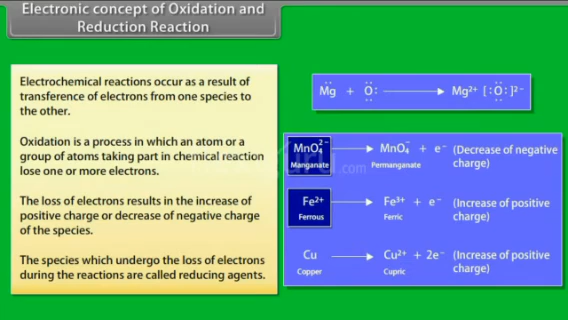 Electronic concept of Oxidation and
Reduction Reaction
Electrochemical reactions occur as a result of
transference of electrons from one species to
the other.
Oxidation is a process in which an atom or a
group of atoms taking part in chemical reaction
lose one or more electrons.
The loss of electrons results in the increase of
positive charge or decrease of negative charge
of the species.
The species which undergo the loss of electrons
during the reactions are called reducing agents.
Mg + O ⟶ Mg²⁺ [:O:]²⁻
MnO₄²⁻ ⟶ MnO₄⁻ + e⁻ (Decrease of negative
Manganate Permanganate charge)
Fe²⁺ ⟶ Fe³⁺ + e⁻ (Increase of positive
Ferrous Ferric charge)
Cu ⟶ Cu²⁺ + 2e⁻ (Increase of positive
Copper Cupric charge)
.com